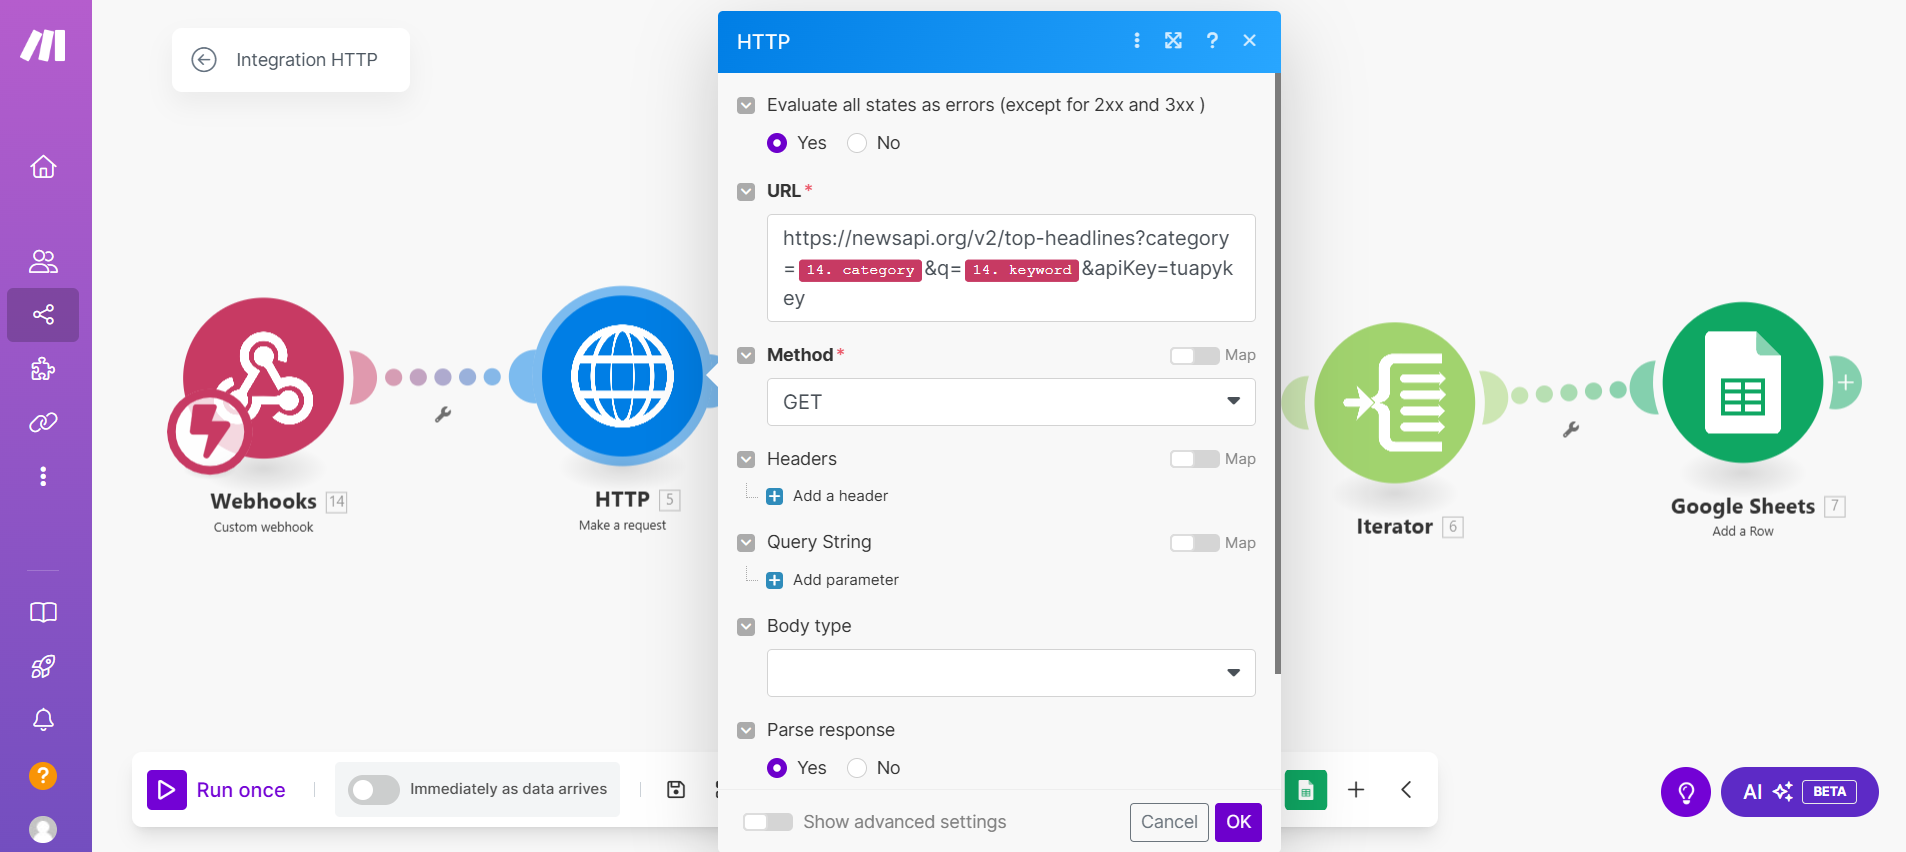 Integration HTTP
HTTP
?
Evaluate all states as errors (except for 2xx and 3xx )
Yes No
URL *
https://newsapi.org/v2/top-headlines?category
= 14. category &q= 14. keyword &apiKey=tuapyk
ey
Method *
Map
GET
Headers
Map
Add a header
Query String
Map
Add parameter
Body type
Parse response
Yes No
Show advanced settings
Cancel
OK
Webhooks 14
Custom webhook
HTTP 5
Make a request
Iterator 6
Google Sheets 7
Add a Row
?
Run once
Immediately as data arrives
AI BETA